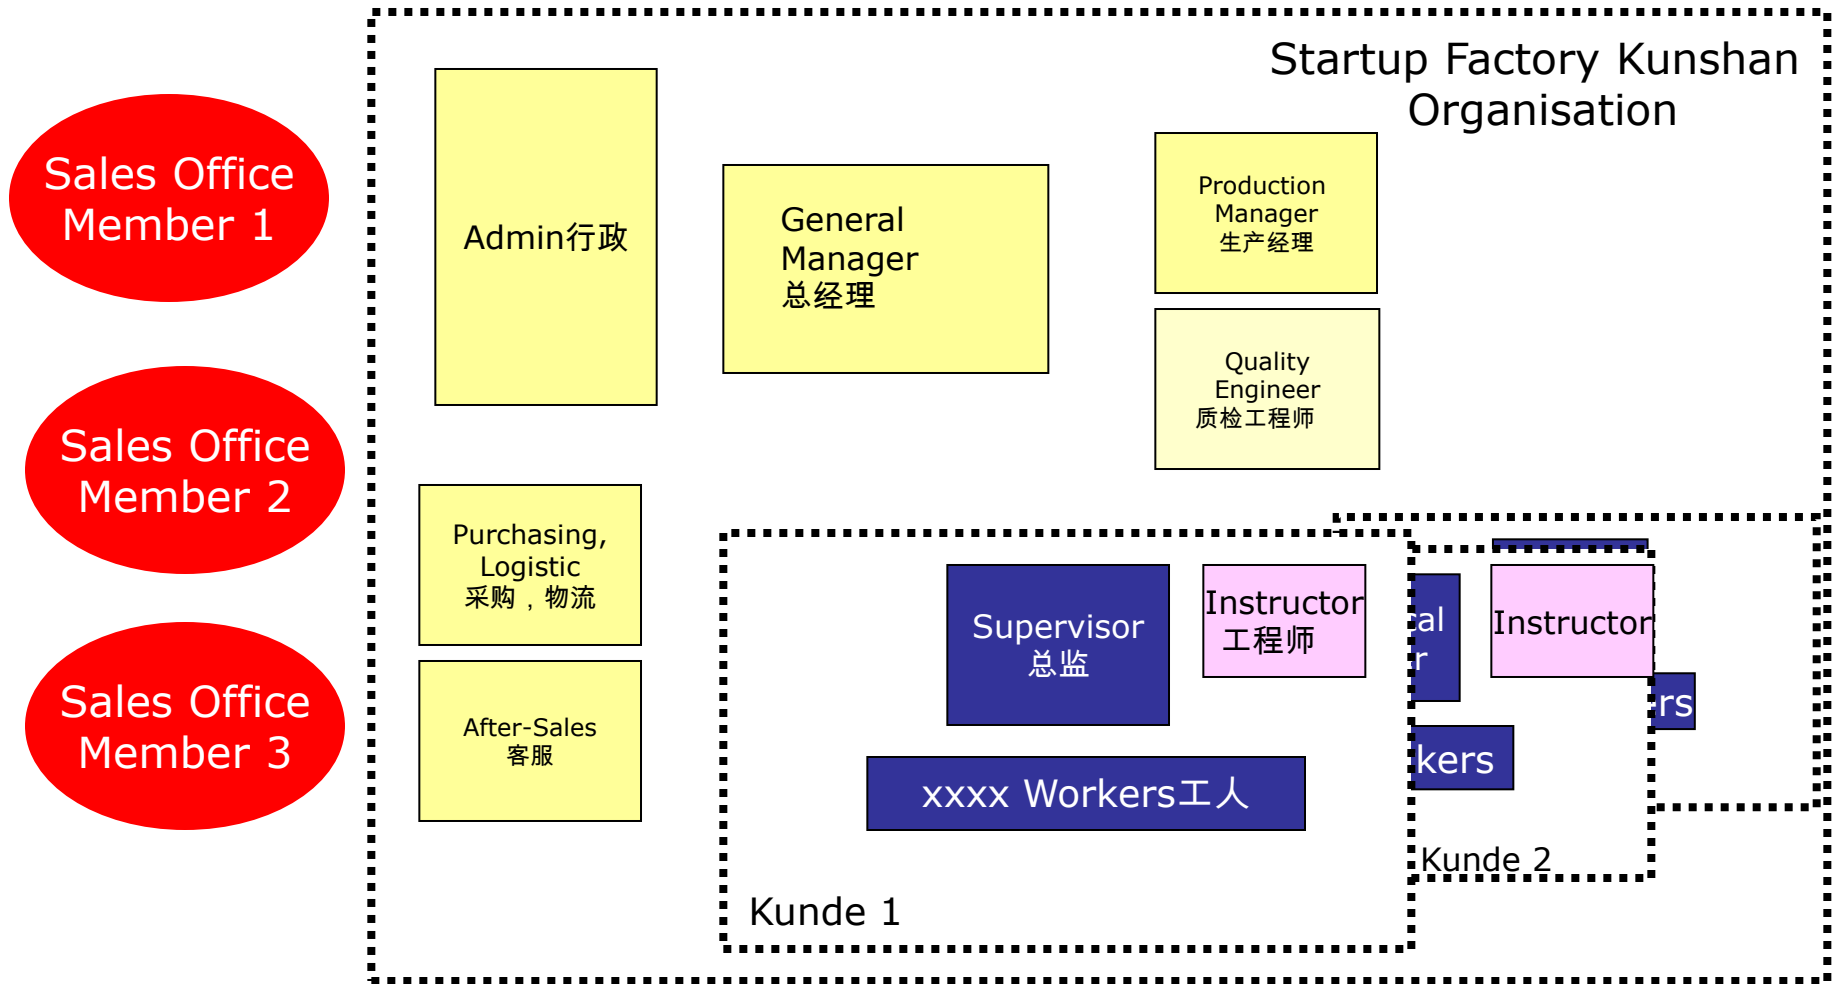 Startup Factory Kunshan
Organisation
Sales Office
Member 1
Sales Office
Member 2
Sales Office
Member 3
Admin行政
General
Manager
总经理
Production
Manager
生产经理
Quality
Engineer
质检工程师
Purchasing,
Logistic
采购，物流
After-Sales
客服
Supervisor
总监
Instructor
工程师
xxxx Workers工人
Kunde 1
Instructor
Kunde 2